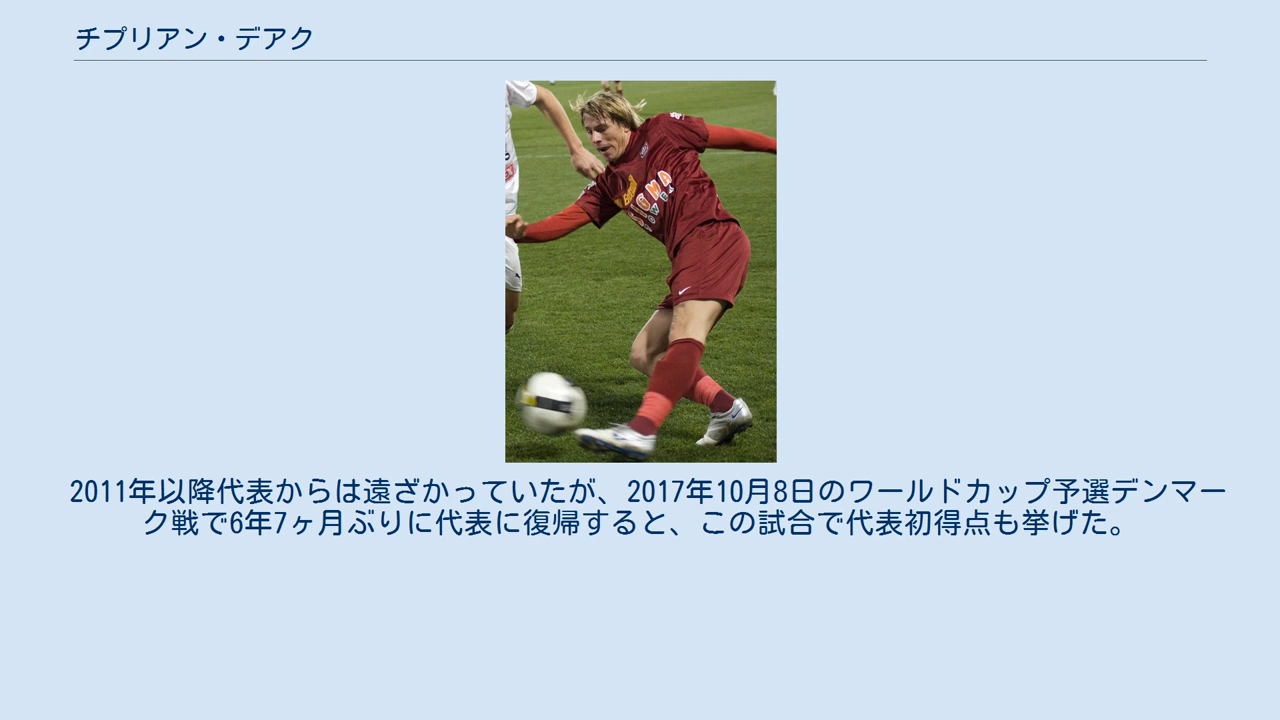 チプリアン・デアク
2011年以降代表からは遠ざかっていたが、2017年10月8日のワールドカップ予選デンマー
ク戦で6年7ヶ月ぶりに代表に復帰すると、この試合で代表初得点も挙げた。